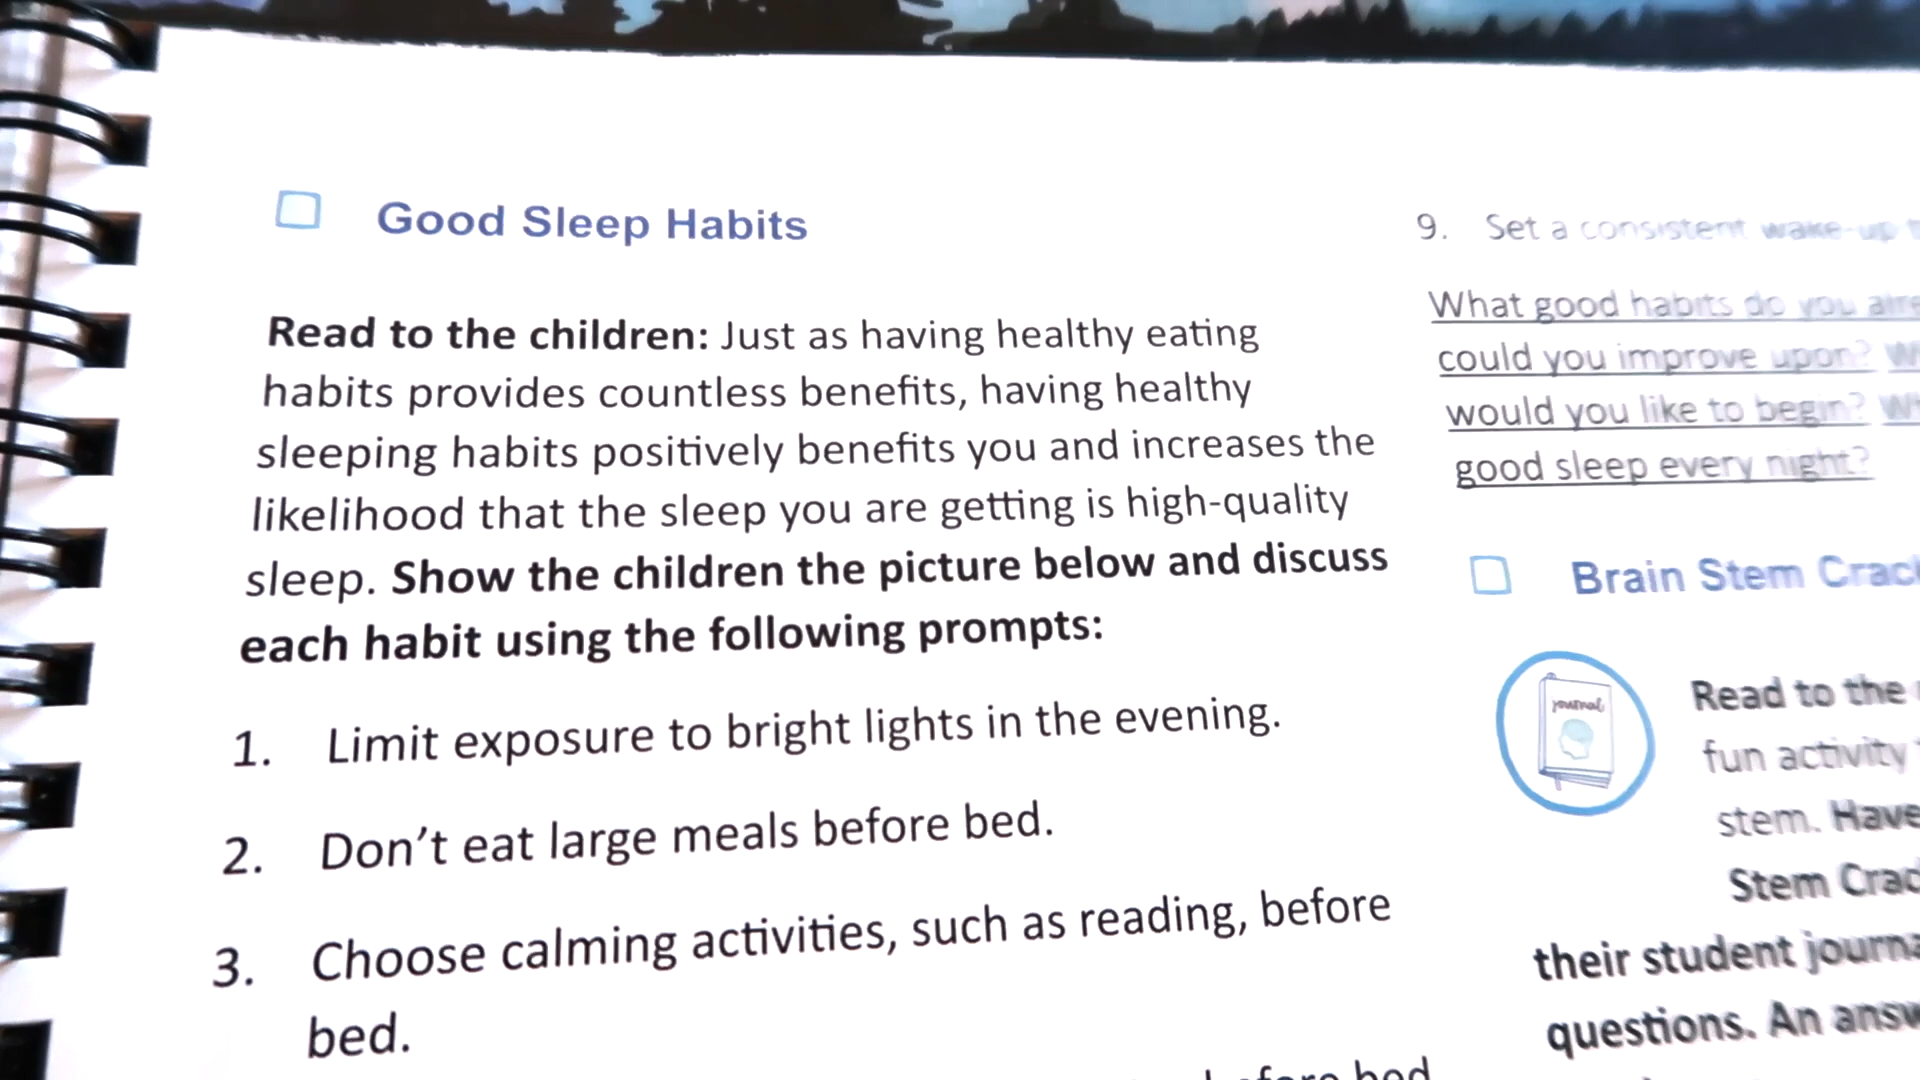 Good Sleep Habits
Read to the children: Just as having healthy eating
habits provides countless benefits, having healthy
sleeping habits positively benefits you and increases the
likelihood that the sleep you are getting is high-quality
sleep. Show the children the picture below and discuss
each habit using the following prompts:
1. Limit exposure to bright lights in the evening.
2. Don't eat large meals before bed.
3. Choose calming activities, such as reading, before
bed.
before bed
9. Set a consistent wake-up
What good habits do you
could you improve upon?
would you like to begin?
good sleep every night?
Brain Stem
journal
Read to the
fun activity
stem. Have
Stem
their student
questions. An